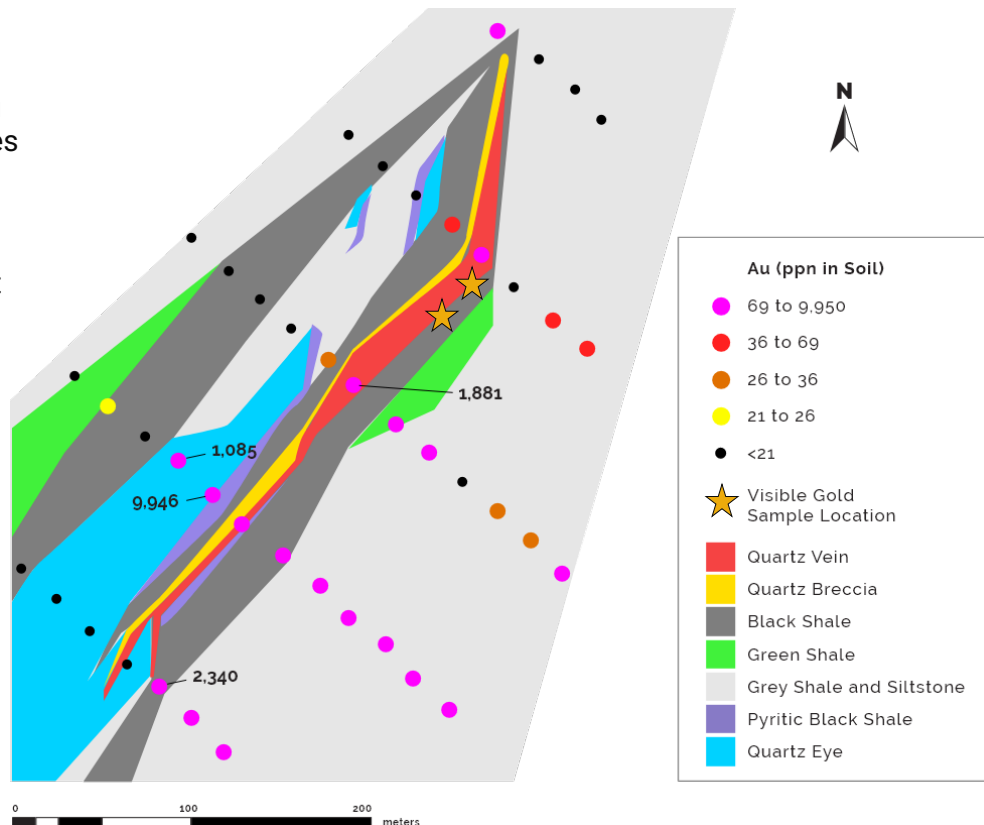 es
N
Au (ppn in Soil)
69 to 9.950
36 to 69
26 to 36
21 to 26
<21
Visible Gold
Sample Location
Quartz Vein
Quartz Breccia
Black Shale
Green Shale
Grey Shale and Siltstone
Pyritic Black Shale
Quartz Eye
1,881
1,085
9,946
2,340
0 100 200
meters